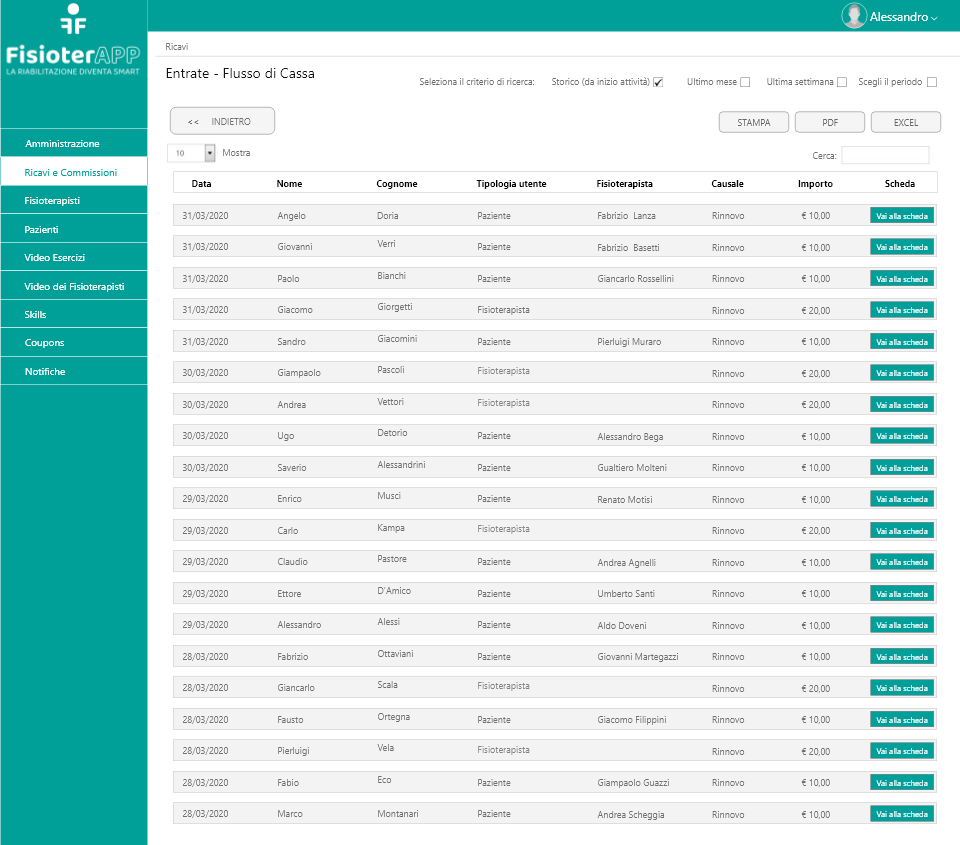 FisioterAPP
LA RIABILITAZIONE DIVENTA SMART
Alessandro
Amministrazione
Ricavi e Commissioni
Fisioterapisti
Pazienti
Video Esercizi
Video dei Fisioterapisti
Skills
Coupons
Notifiche
Ricavi
Entrate - Flusso di Cassa
Seleziona il criterio di ricerca: Storico (da inizio attività) Ultimo mese Ultima settimana Scegli il periodo
<< INDIETRO STAMPA PDF EXCEL
10 Mostra Cerca:
Data Nome Cognome Tipologia utente Fisioterapista Causale Importo Scheda
31/03/2020 Angelo Doria Paziente Fabrizio Lanza Rinnovo € 10,00 Vai alla scheda
31/03/2020 Giovanni Verri Paziente Fabrizio Basetti Rinnovo € 10,00 Vai alla scheda
31/03/2020 Paolo Bianchi Paziente Giancarlo Rossellini Rinnovo € 10,00 Vai alla scheda
31/03/2020 Giacomo Giorgetti Fisioterapista Rinnovo € 20,00 Vai alla scheda
31/03/2020 Sandro Giacomini Paziente Pierluigi Muraro Rinnovo € 10,00 Vai alla scheda
30/03/2020 Giampaolo Pascoli Fisioterapista Rinnovo € 20,00 Vai alla scheda
30/03/2020 Andrea Vettori Fisioterapista Rinnovo € 20,00 Vai alla scheda
30/03/2020 Ugo Detorio Paziente Alessandro Bega Rinnovo € 10,00 Vai alla scheda
30/03/2020 Saverio Alessandrini Paziente Gualtiero Molteni Rinnovo € 10,00 Vai alla scheda
29/03/2020 Enrico Musci Paziente Renato Motisi Rinnovo € 10,00 Vai alla scheda
29/03/2020 Carlo Kampa Fisioterapista Rinnovo € 20,00 Vai alla scheda
29/03/2020 Claudio Pastore Paziente Andrea Agnelli Rinnovo € 10,00 Vai alla scheda
29/03/2020 Ettore D'Amico Paziente Umberto Santi Rinnovo € 10,00 Vai alla scheda
29/03/2020 Alessandro Alessi Paziente Aldo Doveni Rinnovo € 10,00 Vai alla scheda
28/03/2020 Fabrizio Ottaviani Paziente Giovanni Martegazzi Rinnovo € 10,00 Vai alla scheda
28/03/2020 Giancarlo Scala Fisioterapista Rinnovo € 20,00 Vai alla scheda
28/03/2020 Fausto Ortegna Paziente Giacomo Filippini Rinnovo € 10,00 Vai alla scheda
28/03/2020 Pierluigi Vela Fisioterapista Rinnovo € 20,00 Vai alla scheda
28/03/2020 Fabio Eco Paziente Giampaolo Guazzi Rinnovo € 10,00 Vai alla scheda
28/03/2020 Marco Montanari Paziente Andrea Scheggia Rinnovo € 10,00 Vai alla scheda